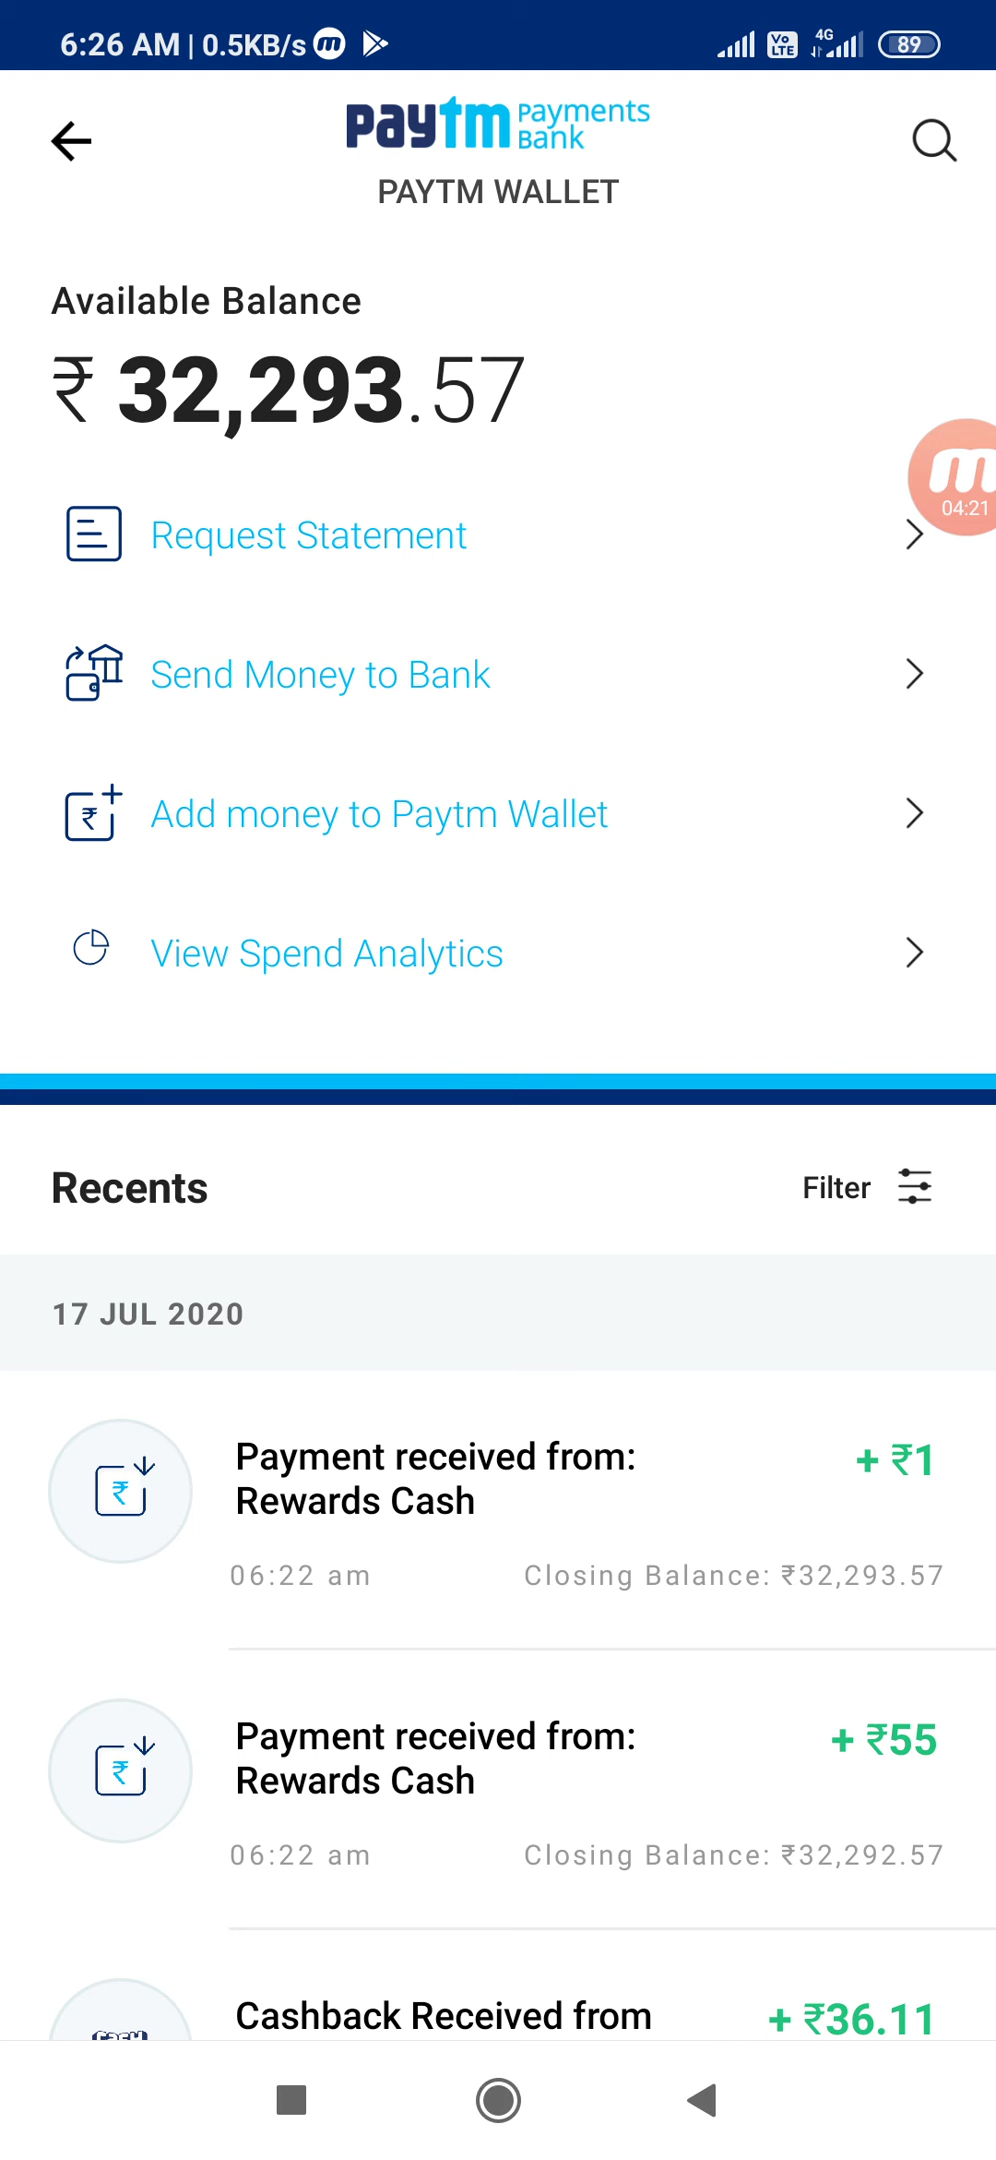 6:26 AM | 0.5KB/s m
Vo LTE 4G 89
paytm Payments Bank
PAYTM WALLET
Available Balance
₹ 32,293.57
m
04:21
Request Statement
Send Money to Bank
₹ Add money to Paytm Wallet
View Spend Analytics
Recents
Filter
17 JUL 2020
₹
Payment received from: + ₹1
Rewards Cash
06:22 am Closing Balance: ₹32,293.57
₹
Payment received from: + ₹55
Rewards Cash
06:22 am Closing Balance: ₹32,292.57
Cashback Received from + ₹36.11